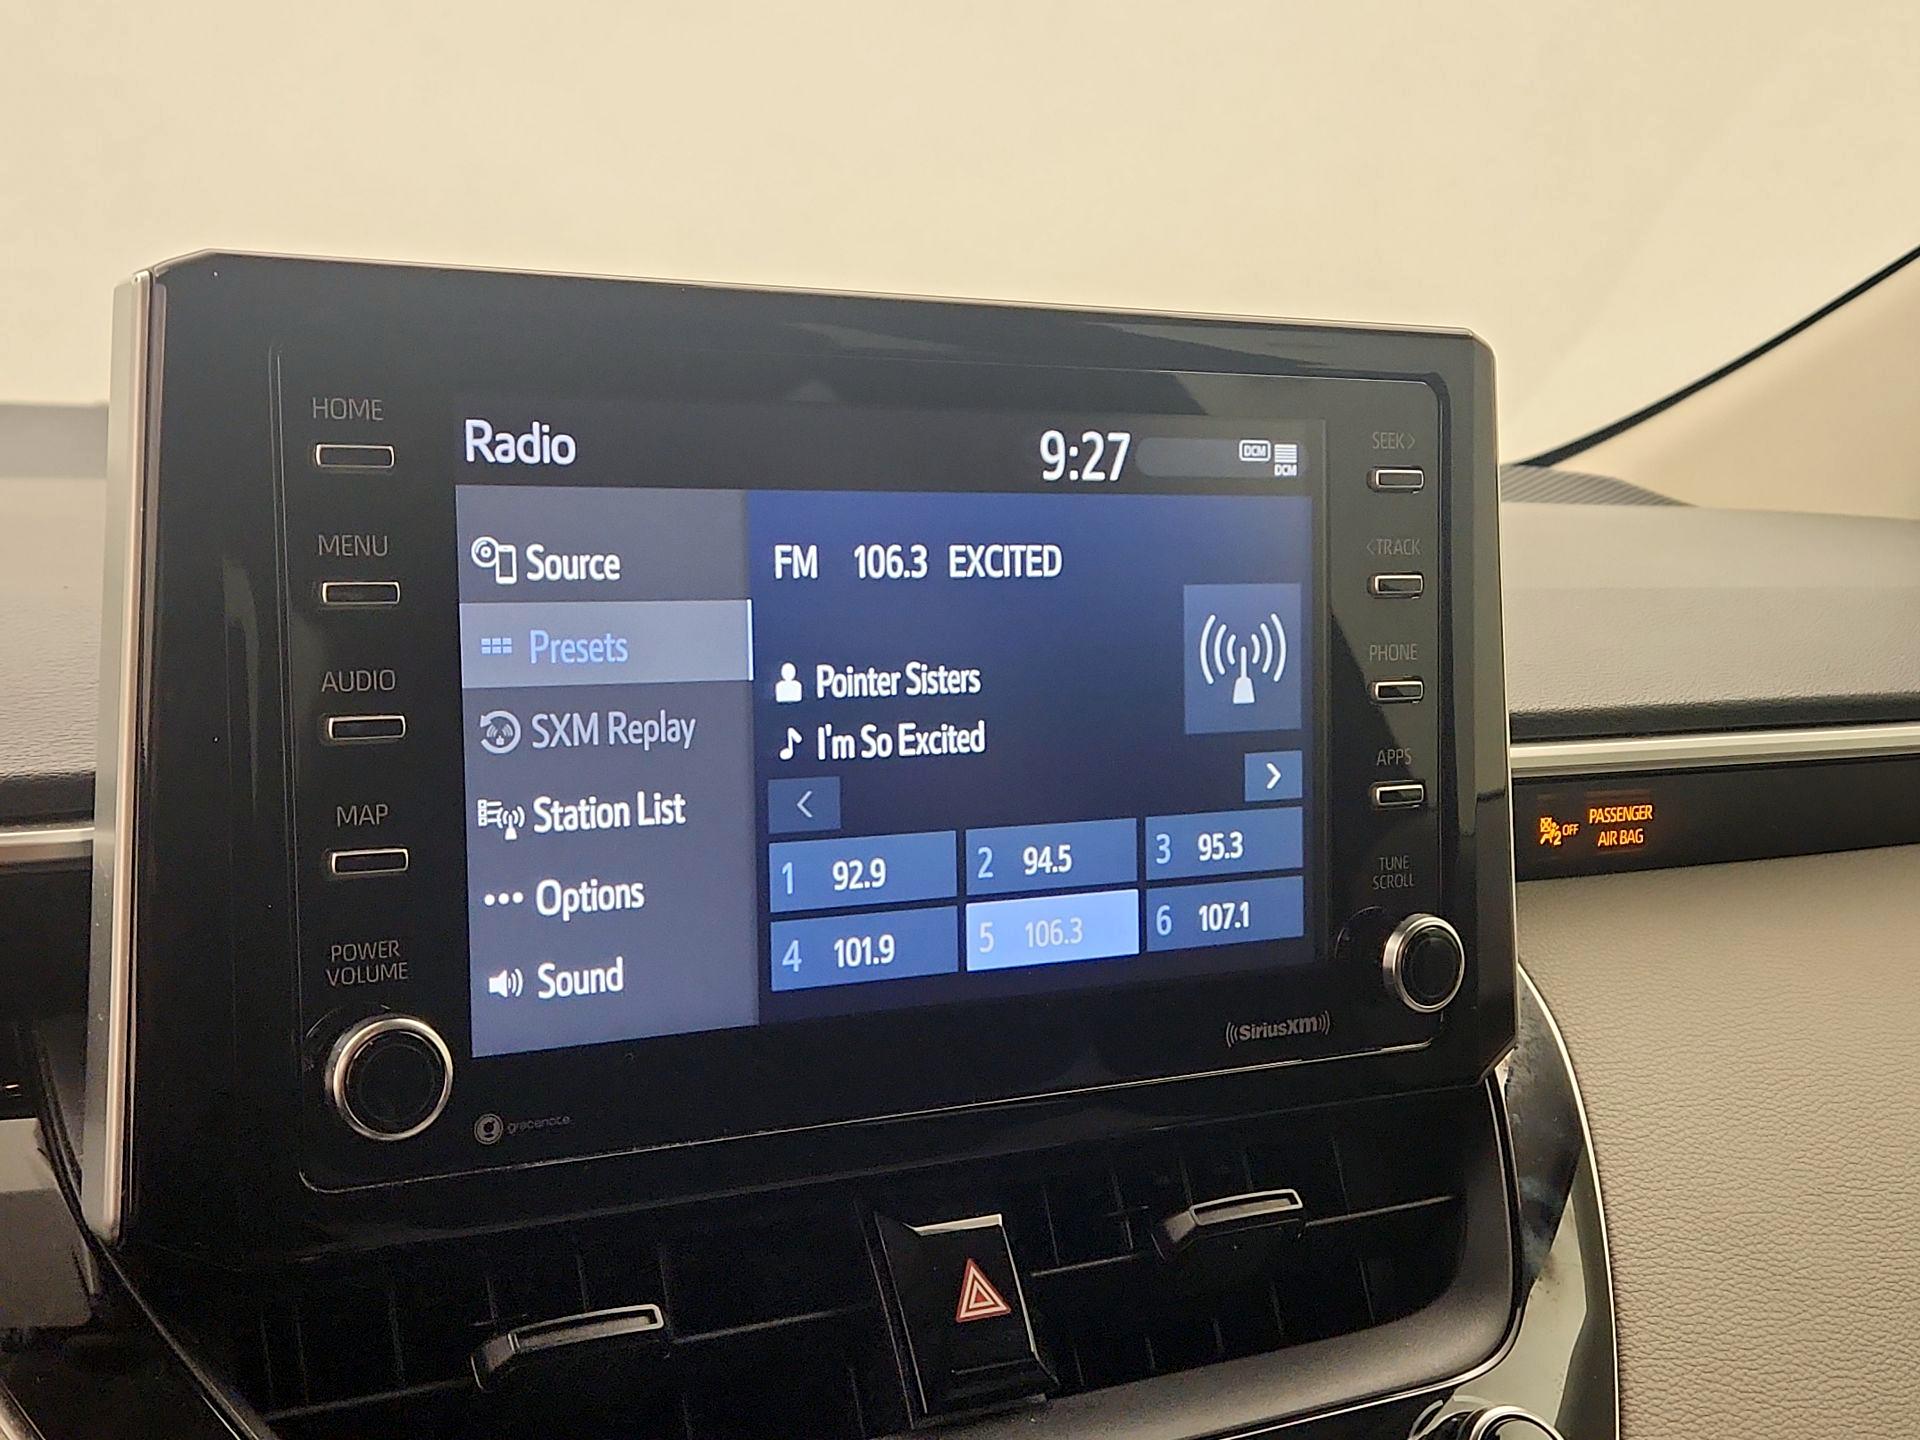 HOME
MENU
AUDIO
MAP
POWER
VOLUME
Radio
9:27
DCM
DCM
Source
Presets
SXM Replay
Station List
Options
Sound
FM 106.3 EXCITED
Pointer Sisters
I'm So Excited
<
>
1 92.9
2 94.5
3 95.3
4 101.9
5 106.3
6 107.1
SEEK>
<TRACK
PHONE
APPS
TUNE
SCROLL
SiriusXM
gracenote
2 OFF
PASSENGER
AIR BAG